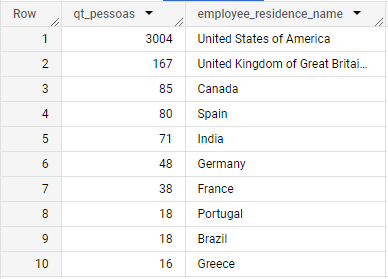 Row qt_pessoas employee_residence_name
1 3004 United States of America
2 167 United Kingdom of Great Britai...
3 85 Canada
4 80 Spain
5 71 India
6 48 Germany
7 38 France
8 18 Portugal
9 18 Brazil
10 16 Greece